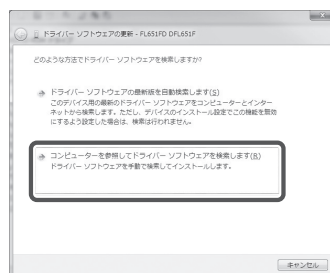 ドライバー ソフトウェアの更新 - FL651FD DFL651F
どのような方法でドライバー ソフトウェアを検索しますか?
ドライバー ソフトウェアの最新版を自動検索します(S)
このデバイス用の最新のドライバー ソフトウェアをコンピューターとインター
ネットから検索します。ただし、デバイスのインストール設定でこの機能を無効
にするよう設定した場合は、検索は行われません。
コンピューターを参照してドライバー ソフトウェアを検索します(R)
ドライバー ソフトウェアを手動で検索してインストールします。
キャンセル